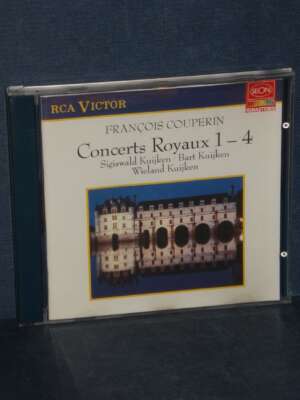 RCA VICTOR
SEON
FRANÇOIS COUPERIN
Concerts Royaux 1 – 4
Sigiswald Kuijken · Bart Kuijken
Wieland Kuijken